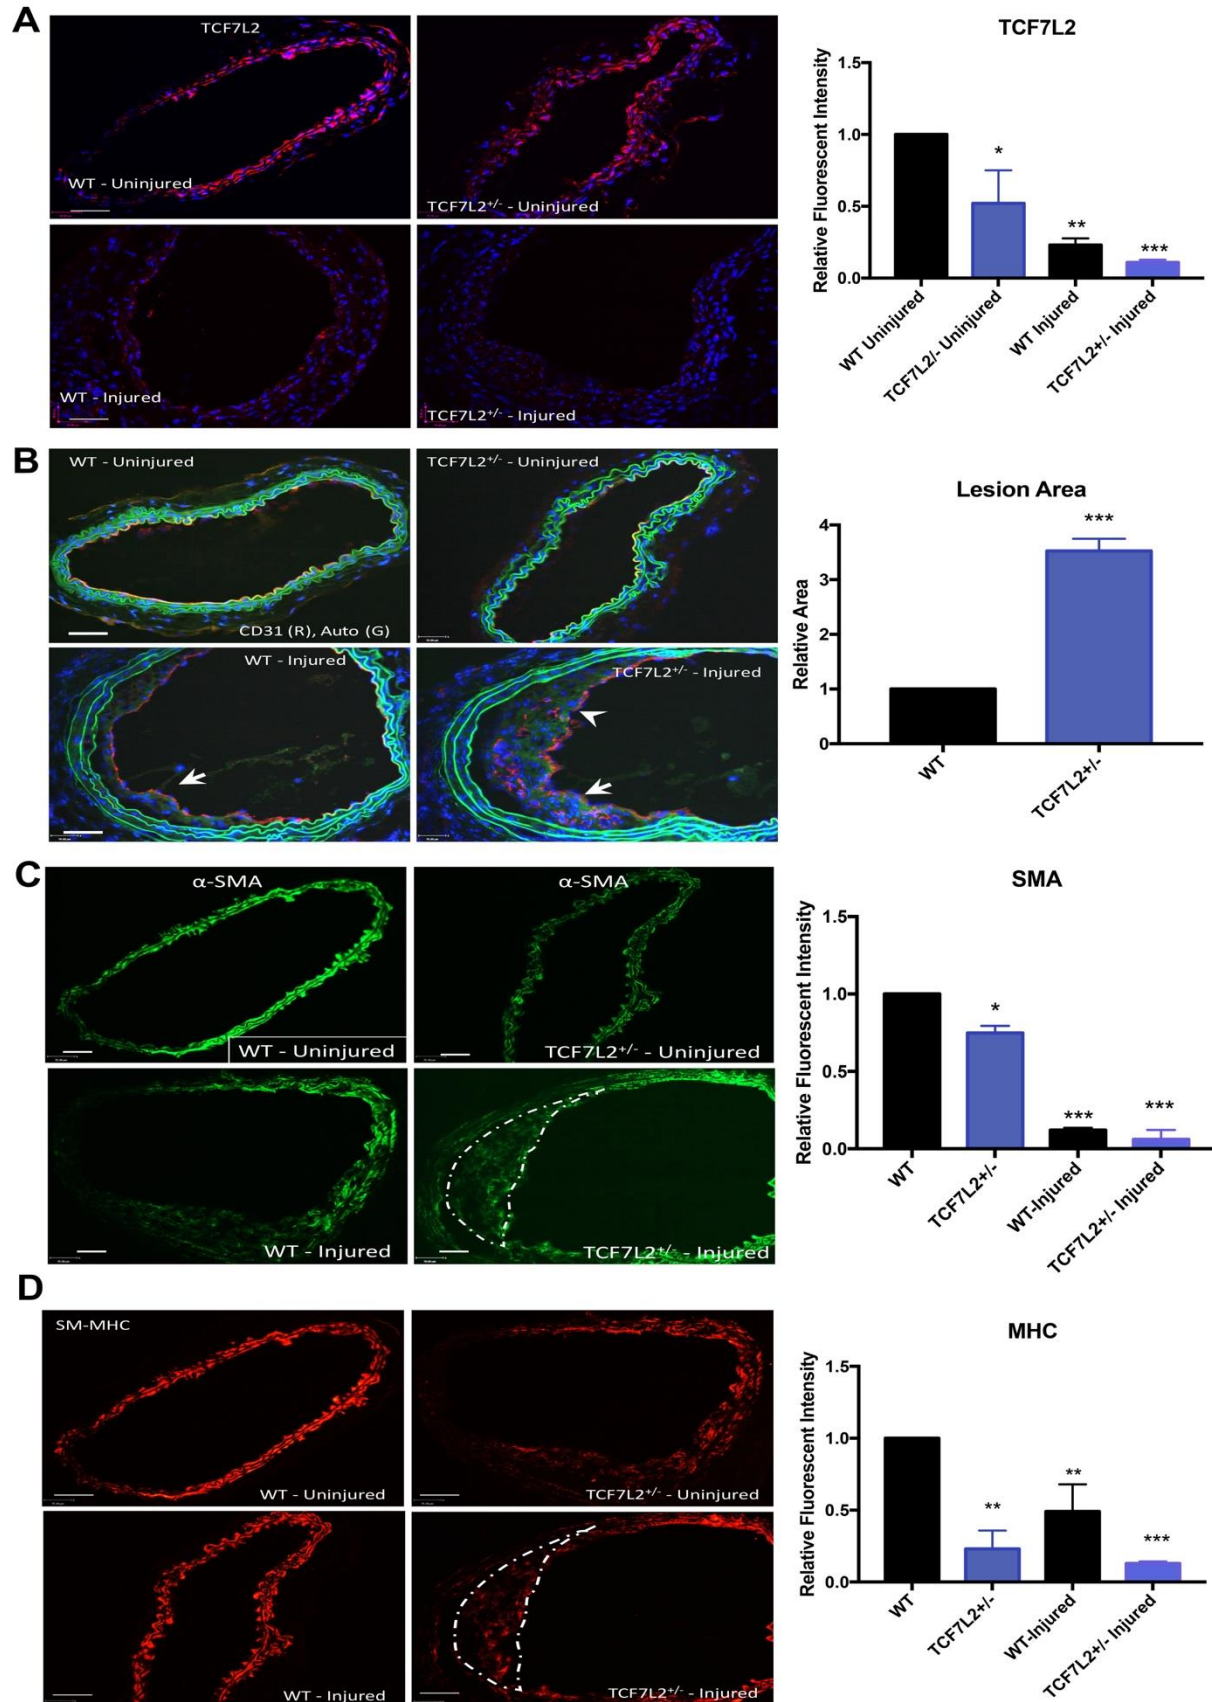 A
TCF7L2
WT - Uninjured
TCF7L2+/- - Uninjured
WT - Injured
TCF7L2+/- - Injured
TCF7L2
Relative Fluorescent Intensity
1.5
1.0
0.5
0.0
*
**
***
WT Uninjured
TCF7L2/- Uninjured
WT Injured
TCF7L2+/- Injured
B
WT - Uninjured
CD31 (R), Auto (G)
TCF7L2+/- - Uninjured
WT - Injured
TCF7L2+/- - Injured
Lesion Area
Relative Area
4
3
2
1
0
***
WT
TCF7L2+/-
C
α-SMA
WT - Uninjured
α-SMA
TCF7L2+/- - Uninjured
WT - Injured
TCF7L2+/- - Injured
SMA
Relative Fluorescent Intensity
1.5
1.0
0.5
0.0
*
***
***
WT
TCF7L2+/-
WT-Injured
TCF7L2+/- Injured
D
SM-MHC
WT - Uninjured
TCF7L2+/- - Uninjured
WT - Injured
TCF7L2+/- - Injured
MHC
Relative Fluorescent Intensity
1.5
1.0
0.5
0.0
**
**
***
WT
TCF7L2+/-
WT-Injured
TCF7L2+/- Injured